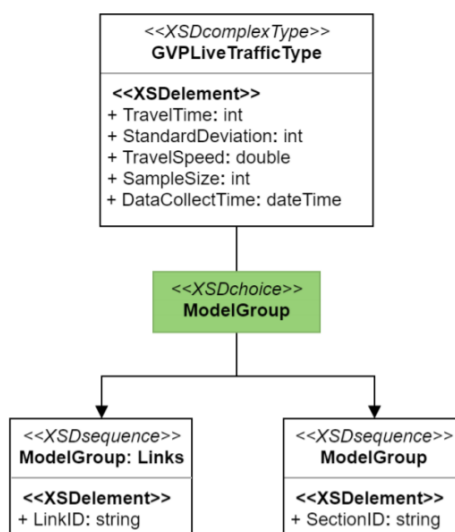 <<XSDcomplexType>>
GVPLiveTrafficType
<<XSDelement>>
+ TravelTime: int
+ StandardDeviation: int
+ TravelSpeed: double
+ SampleSize: int
+ DataCollectTime: dateTime
<<XSDchoice>>
ModelGroup
<<XSDsequence>>
ModelGroup: Links
<<XSDelement>>
+ LinkID: string
<<XSDsequence>>
ModelGroup
<<XSDelement>>
+ SectionID: string